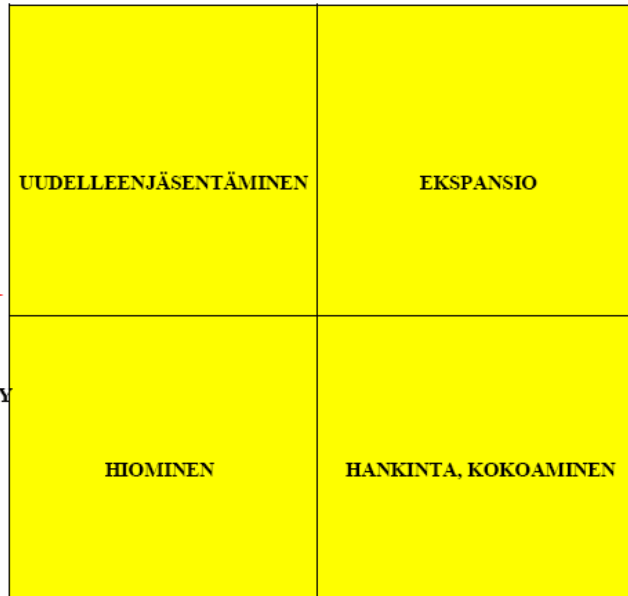 UUDELLEENJÄSENTÄMINEN
EKSPANSIO
Y
HIOMINEN
HANKINTA, KOKOAMINEN